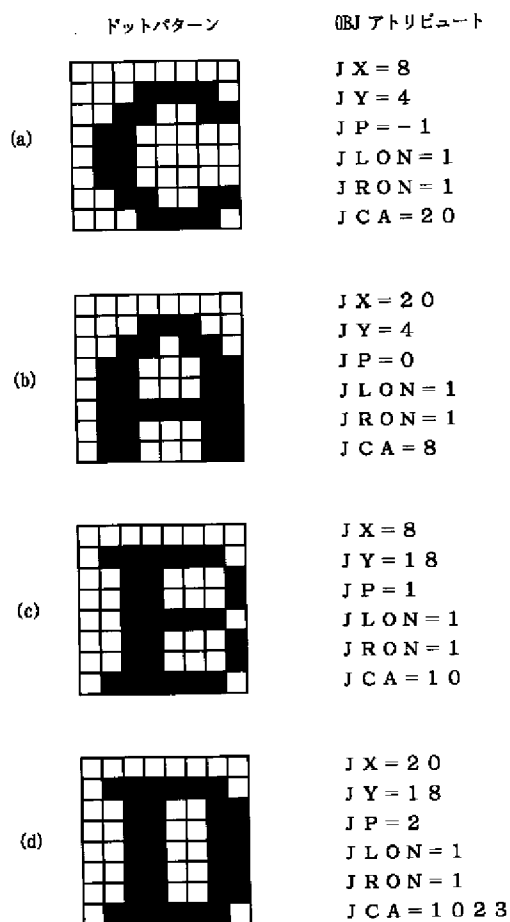 ドットパターン OBJ アトリビュート
(a)
JX=8
JY=4
JP=-1
JLON=1
JRON=1
JCA=20
(b)
JX=20
JY=4
JP=0
JLON=1
JRON=1
JCA=8
(c)
JX=8
JY=18
JP=1
JLON=1
JRON=1
JCA=10
(d)
JX=20
JY=18
JP=2
JLON=1
JRON=1
JCA=1023